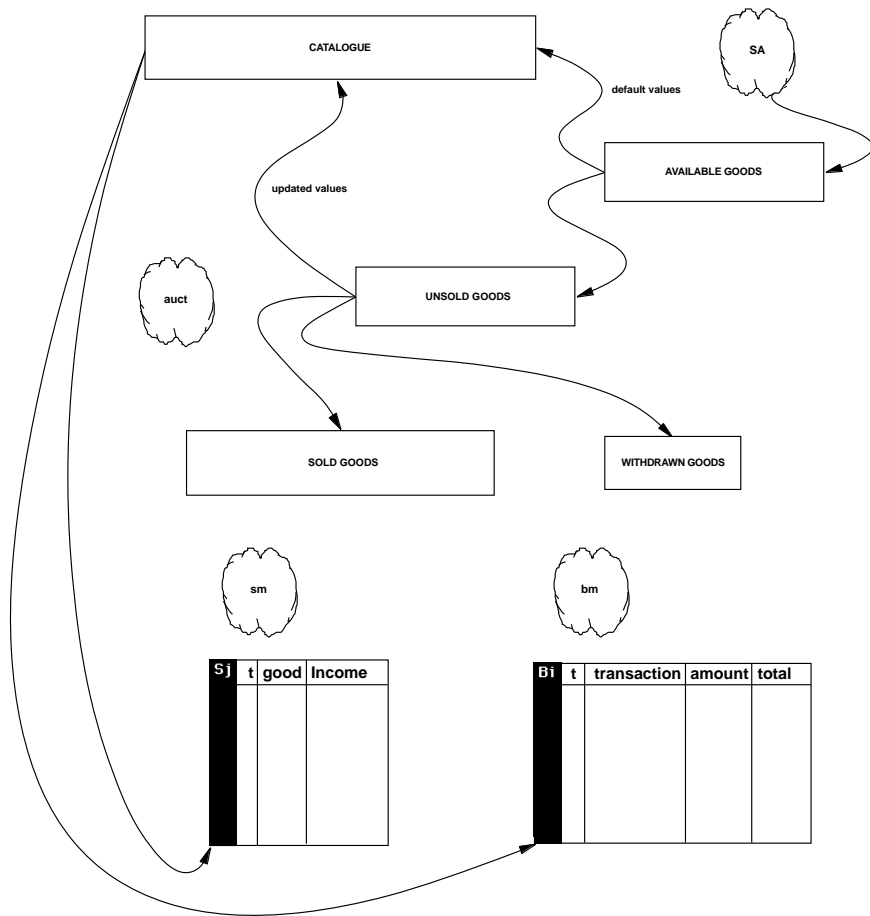 CATALOGUE
SA
default values
AVAILABLE GOODS
updated values
auct
UNSOLD GOODS
SOLD GOODS
WITHDRAWN GOODS
sm
bm
Sj t good Income
Bi t transaction amount total